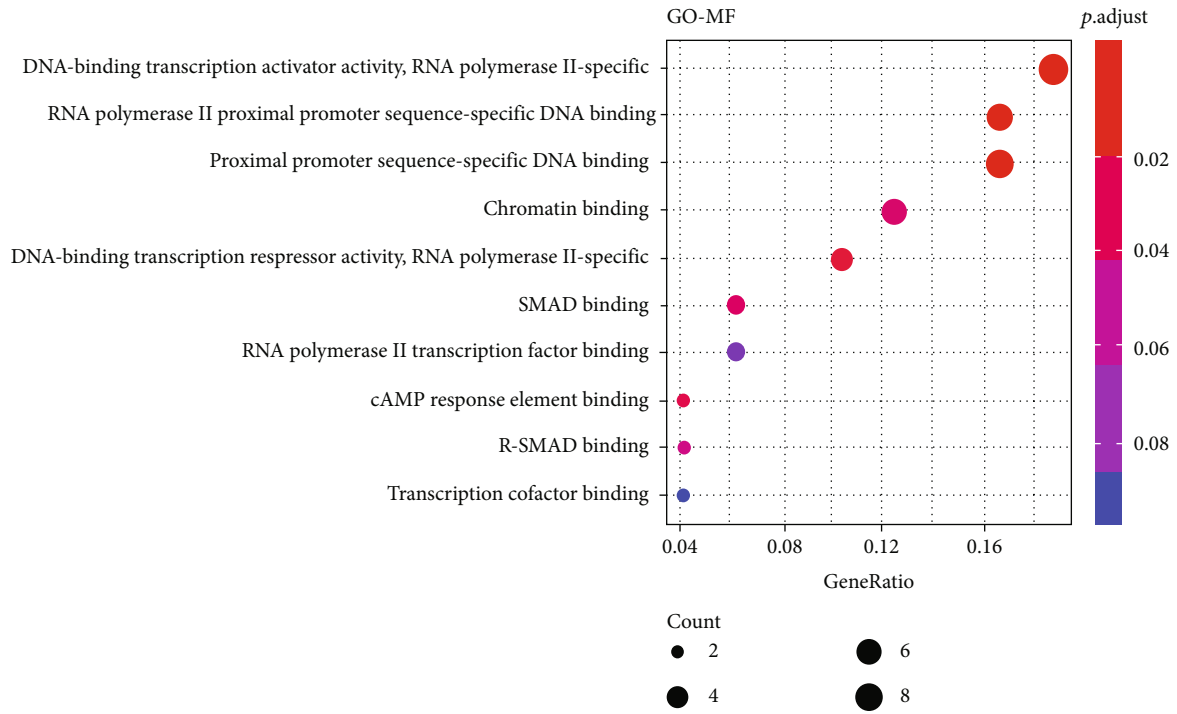 GO-MF
p.adjust
DNA-binding transcription activator activity, RNA polymerase II-specific
RNA polymerase II proximal promoter sequence-specific DNA binding
Proximal promoter sequence-specific DNA binding
Chromatin binding
DNA-binding transcription respressor activity, RNA polymerase II-specific
SMAD binding
RNA polymerase II transcription factor binding
cAMP response element binding
R-SMAD binding
Transcription cofactor binding
0.02
0.04
0.06
0.08
0.04 0.08 0.12 0.16
GeneRatio
Count
2 6
4 8